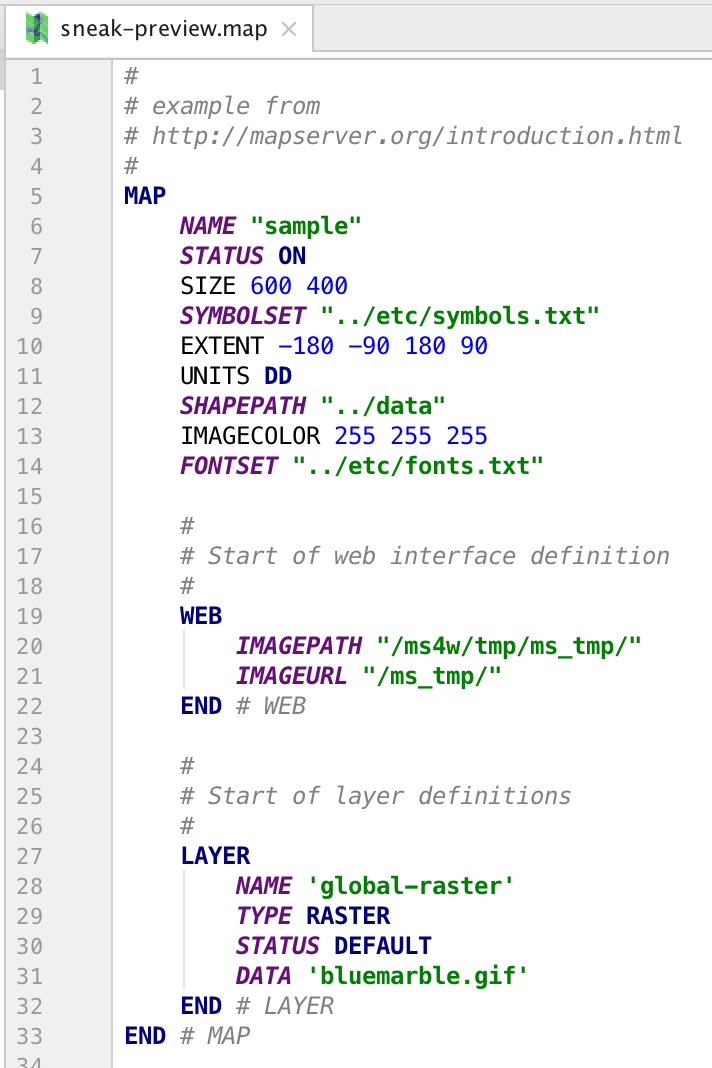 sneak-preview.map ×
1 #
2 # example from
3 # http://mapserver.org/introduction.html
4 #
5 MAP
6     NAME "sample"
7     STATUS ON
8     SIZE 600 400
9     SYMBOLSET "../etc/symbols.txt"
10     EXTENT -180 -90 180 90
11     UNITS DD
12     SHAPEPATH "../data"
13     IMAGECOLOR 255 255 255
14     FONTSET "../etc/fonts.txt"
15
16     #
17     # Start of web interface definition
18     #
19     WEB
20         IMAGEPATH "/ms4w/tmp/ms_tmp/"
21         IMAGEURL "/ms_tmp/"
22     END # WEB
23
24     #
25     # Start of layer definitions
26     #
27     LAYER
28         NAME 'global-raster'
29         TYPE RASTER
30         STATUS DEFAULT
31         DATA 'bluemarble.gif'
32     END # LAYER
33 END # MAP
34